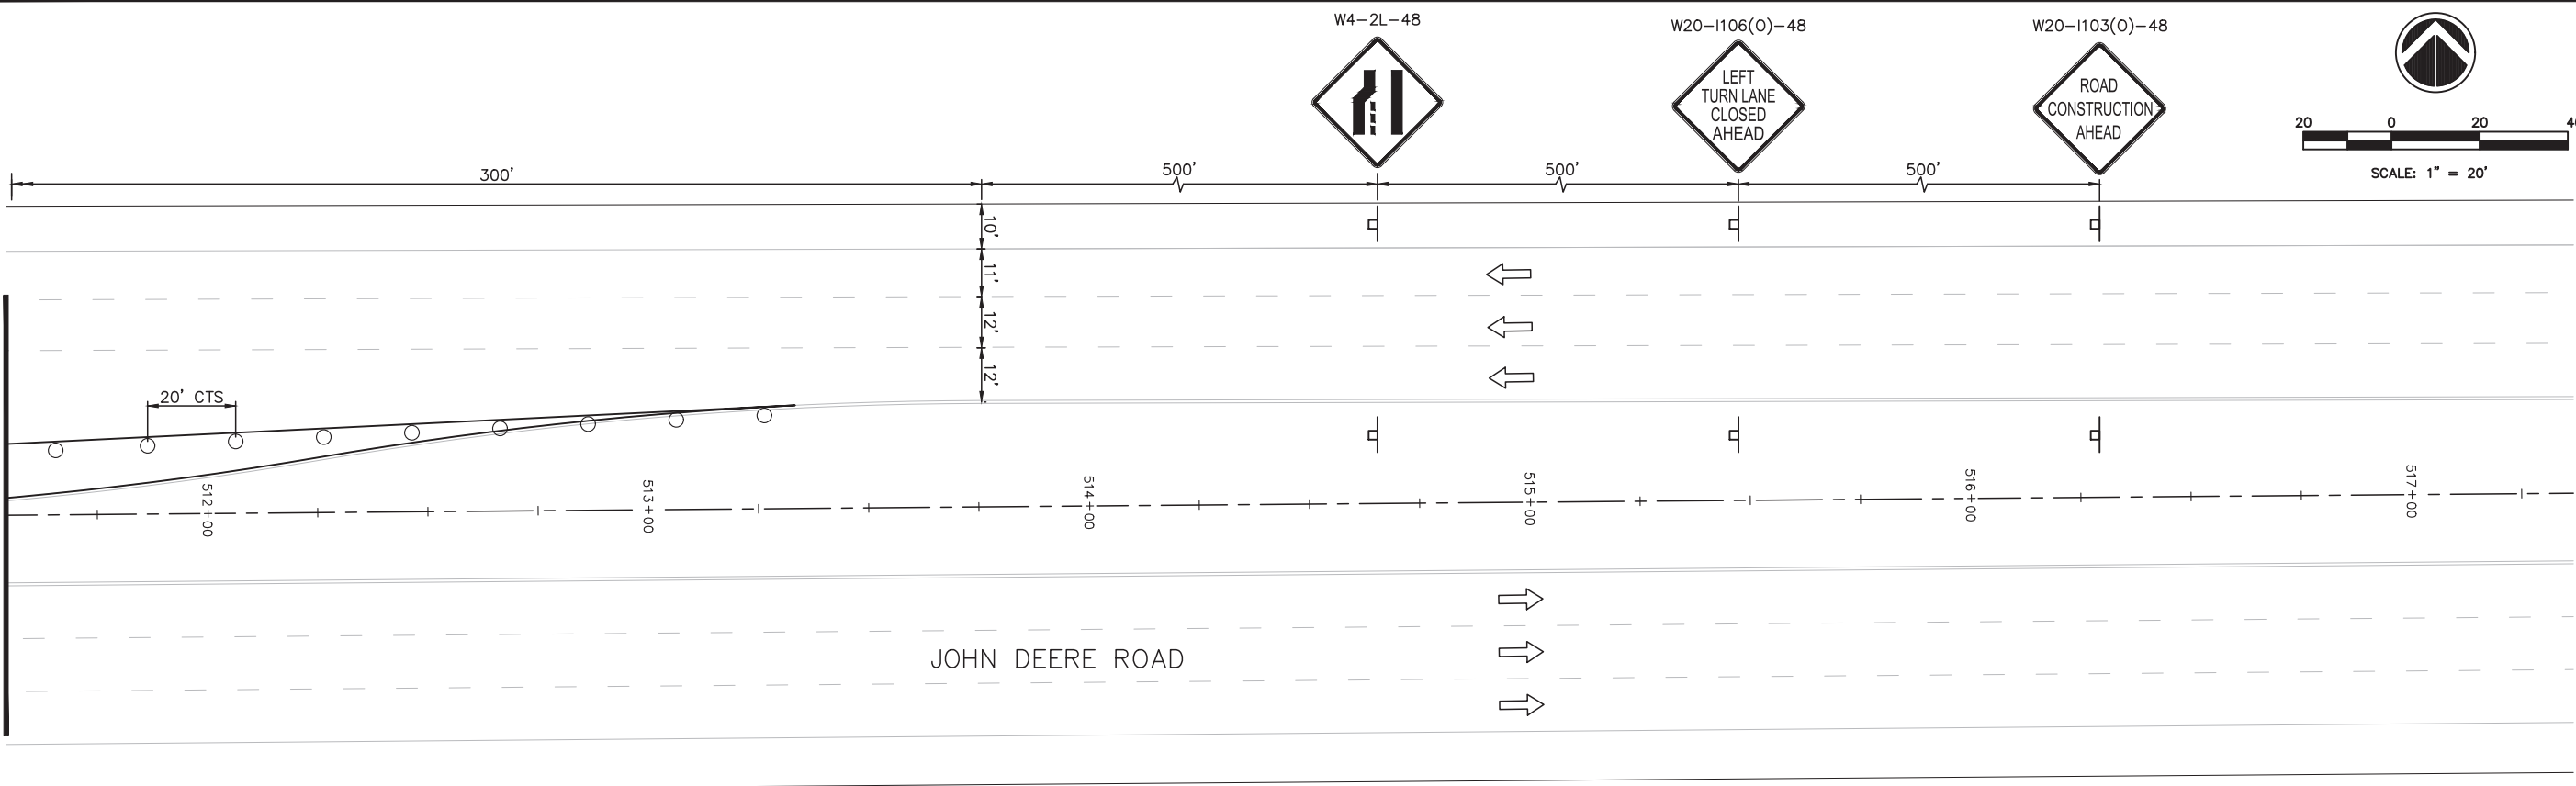 W4-2L-48
W20-I106(O)-48
W20-I103(O)-48
LEFT
TURN LANE
CLOSED
AHEAD
ROAD
CONSTRUCTION
AHEAD
20 0 20
SCALE: 1" = 20'
300'
500'
500'
500'
10'
11'
12'
12'
20' CTS
512+00
513+00
514+00
515+00
516+00
517+00
JOHN DEERE ROAD